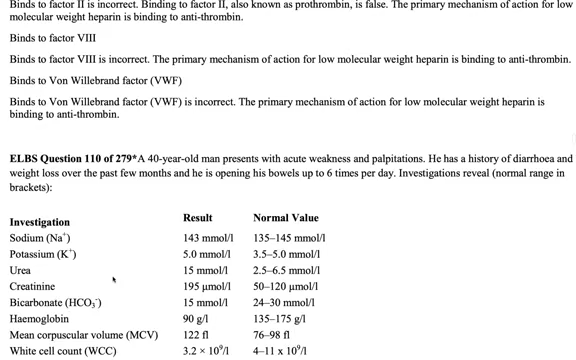 Binds to factor II is incorrect. Binding to factor II, also known as prothrombin, is false. The primary mechanism of action for low
molecular weight heparin is binding to anti-thrombin.
Binds to factor VIII
Binds to factor VIII is incorrect. The primary mechanism of action for low molecular weight heparin is binding to anti-thrombin.
Binds to Von Willebrand factor (VWF)
Binds to Von Willebrand factor (VWF) is incorrect. The primary mechanism of action for low molecular weight heparin is
binding to anti-thrombin.
ELBS Question 110 of 279*A 40-year-old man presents with acute weakness and palpitations. He has a history of diarrhoea and
weight loss over the past few months and he is opening his bowels up to 6 times per day. Investigations reveal (normal range in
brackets):
Investigation Result Normal Value
Sodium (Na⁺) 143 mmol/l 135–145 mmol/l
Potassium (K⁺) 5.0 mmol/l 3.5–5.0 mmol/l
Urea 15 mmol/l 2.5–6.5 mmol/l
Creatinine 195 µmol/l 50–120 µmol/l
Bicarbonate (HCO₃⁻) 15 mmol/l 24–30 mmol/l
Haemoglobin 90 g/l 135–175 g/l
Mean corpuscular volume (MCV) 122 fl 76–98 fl
White cell count (WCC) 3.2 × 10⁹/l 4–11 x 10⁹/l